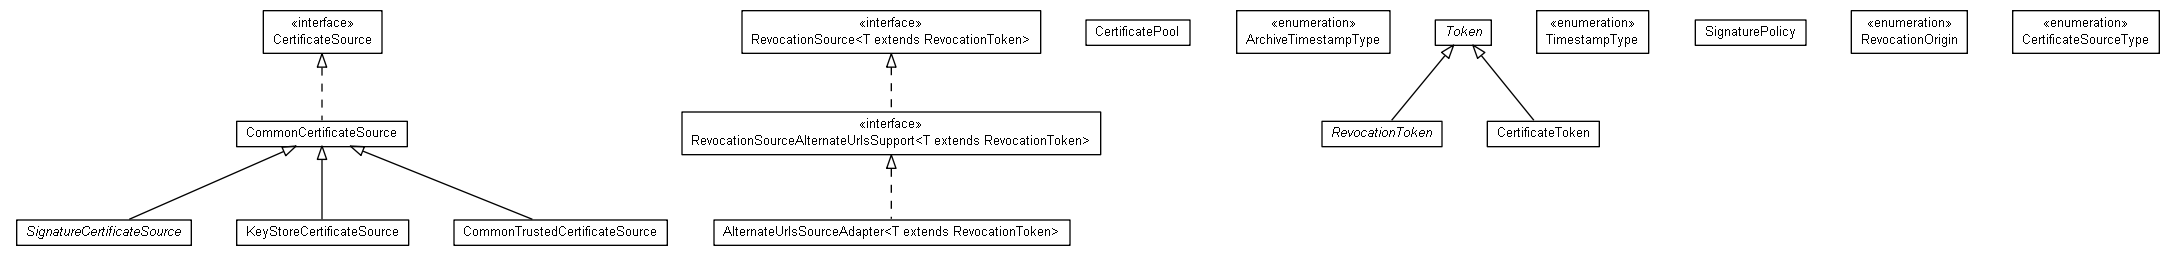 «interface»
CertificateSource
«interface»
RevocationSource<T extends RevocationToken>
CertificatePool
«enumeration»
ArchiveTimestampType
Token
«enumeration»
TimestampType
SignaturePolicy
«enumeration»
RevocationOrigin
«enumeration»
CertificateSourceType
CommonCertificateSource
«interface»
RevocationSourceAlternateUrlsSupport<T extends RevocationToken>
RevocationToken
CertificateToken
SignatureCertificateSource
KeyStoreCertificateSource
CommonTrustedCertificateSource
AlternateUrlsSourceAdapter<T extends RevocationToken>